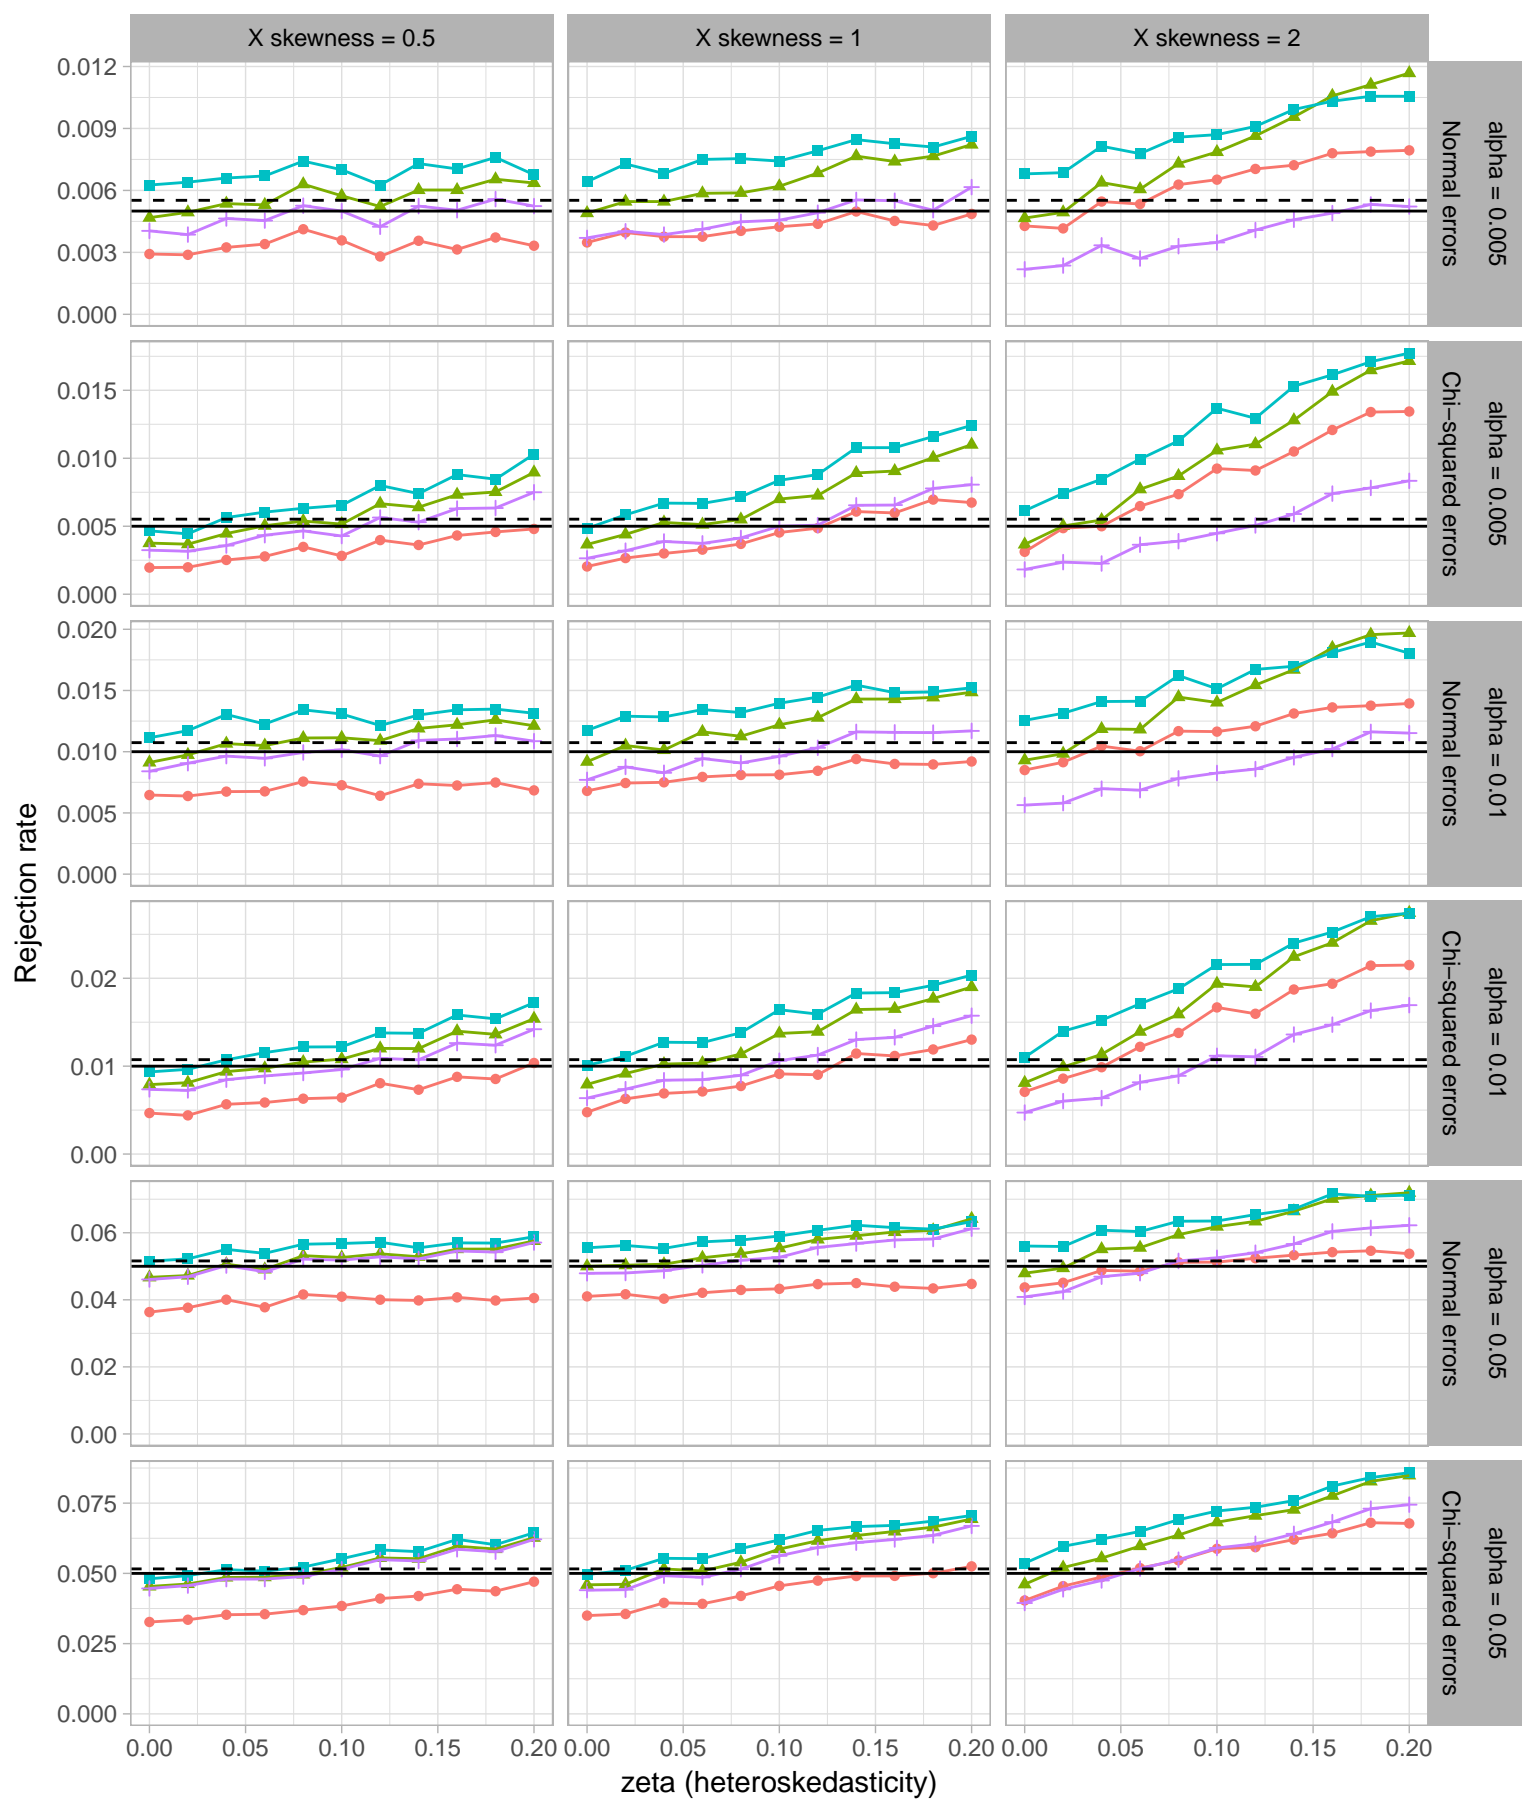 X skewness = 0.5
X skewness = 1
X skewness = 2
0.012
0.009
0.006
0.003
0.000
alpha = 0.005
Normal errors
0.015
0.010
0.005
0.000
alpha = 0.005
Chi−squared errors
0.020
0.015
0.010
0.005
0.000
alpha = 0.01
Normal errors
Rejection rate
0.02
0.01
0.00
alpha = 0.01
Chi−squared errors
0.06
0.04
0.02
0.00
alpha = 0.05
Normal errors
0.075
0.050
0.025
0.000
alpha = 0.05
Chi−squared errors
0.00 0.05 0.10 0.15 0.20 0.00 0.05 0.10 0.15 0.20 0.00 0.05 0.10 0.15 0.20
zeta (heteroskedasticity)